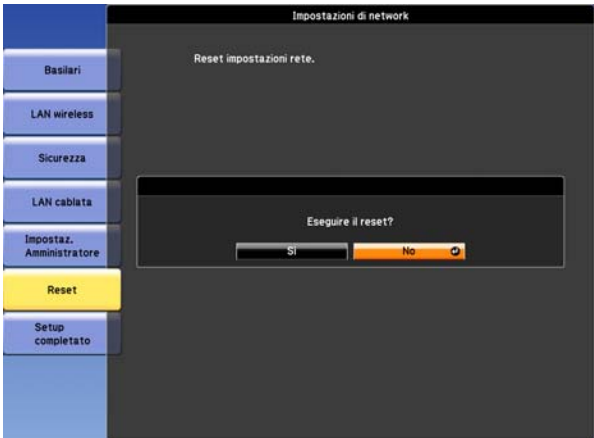 Impostazioni di network
Reset impostazioni rete.
Basilari
LAN wireless
Sicurezza
LAN cablata
Impostaz.
Amministratore
Reset
Setup
completato
Eseguire il reset?
Sì
No